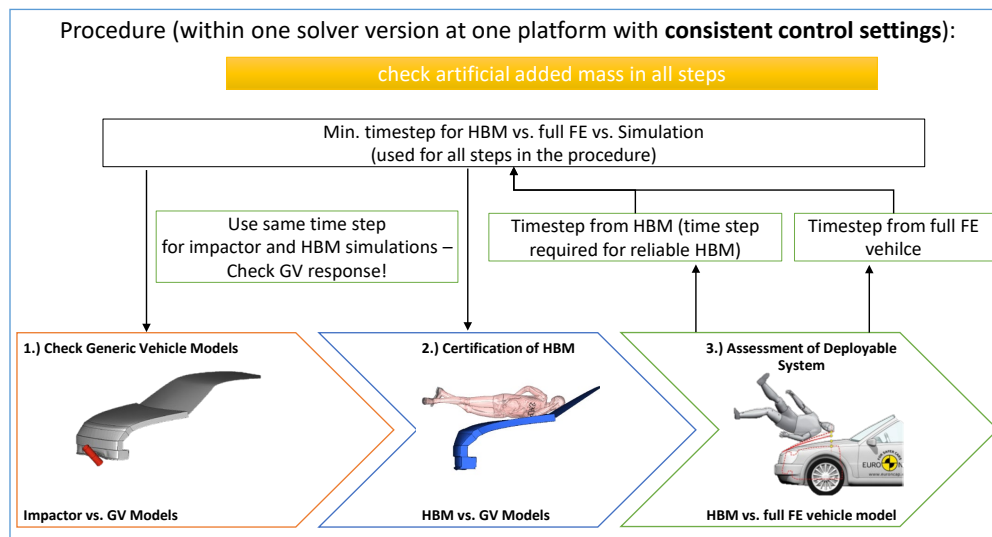 Procedure (within one solver version at one platform with consistent control settings):
check artificial added mass in all steps
Min. timestep for HBM vs. full FE vs. Simulation
(used for all steps in the procedure)
Use same time step
for impactor and HBM simulations –
Check GV response!
Timestep from HBM (time step
required for reliable HBM)
Timestep from full FE
vehilce
1.) Check Generic Vehicle Models
Impactor vs. GV Models
2.) Certification of HBM
HBM vs. GV Models
3.) Assessment of Deployable
System
EURO N
HBM vs. full FE vehicle model